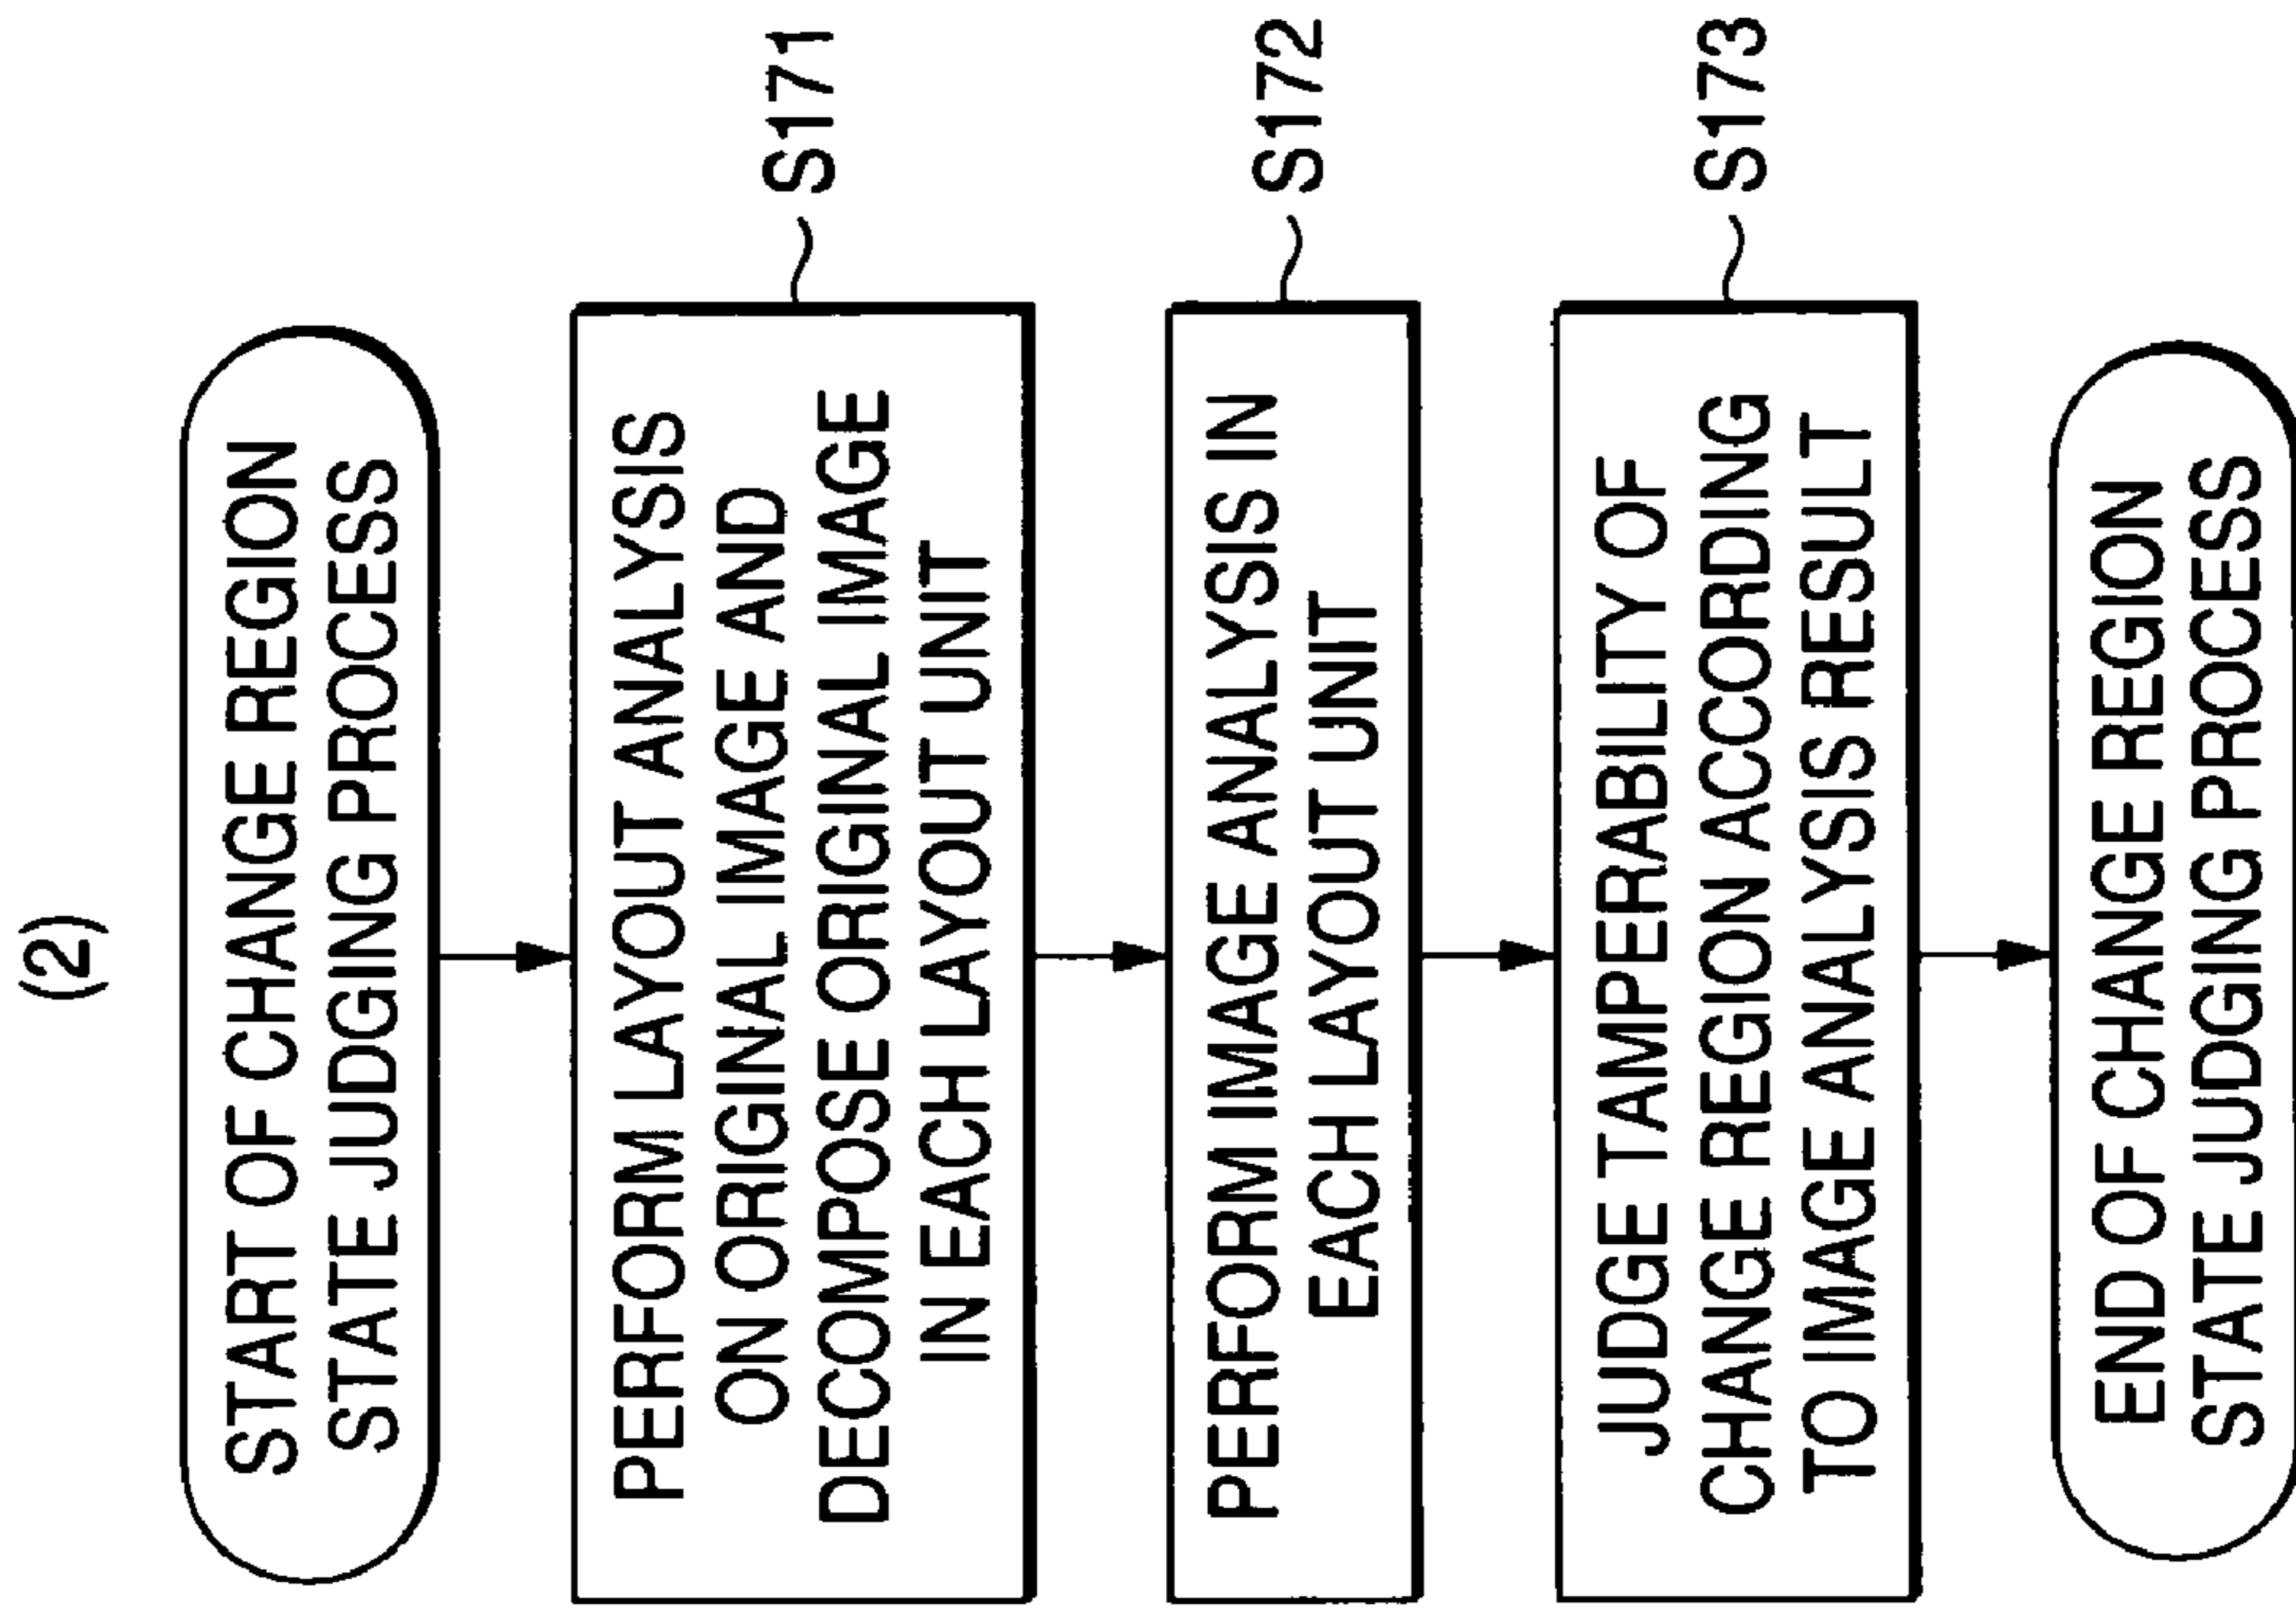 (2)
START OF CHANGE REGION
STATE JUDGING PROCESS
PERFORM LAYOUT ANALYSIS
ON ORIGINAL IMAGE AND
DECOMPOSE ORIGINAL IMAGE
IN EACH LAYOUT UNIT
S171
PERFORM IMAGE ANALYSIS IN
EACH LAYOUT UNIT
S172
JUDGE TAMPERABILITY OF
CHANGE REGION ACCORDING
TO IMAGE ANALYSIS RESULT
S173
END OF CHANGE REGION
STATE JUDGING PROCESS